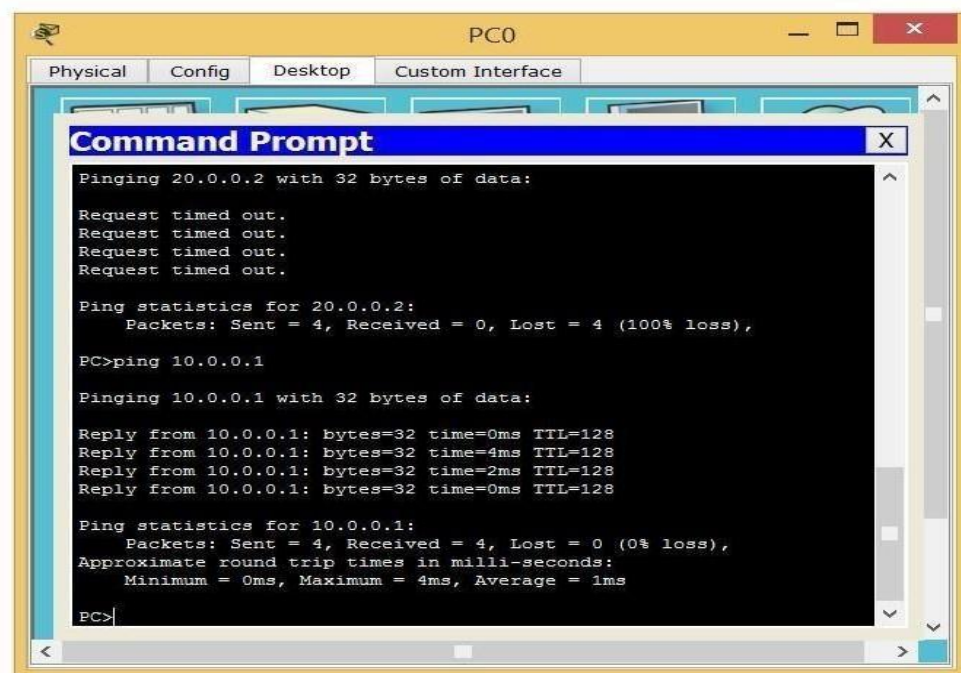 PC0
Physical Config Desktop Custom Interface
Command Prompt
X
Pinging 20.0.0.2 with 32 bytes of data:
Request timed out.
Request timed out.
Request timed out.
Request timed out.
Ping statistics for 20.0.0.2:
Packets: Sent = 4, Received = 0, Lost = 4 (100% loss),
PC>ping 10.0.0.1
Pinging 10.0.0.1 with 32 bytes of data:
Reply from 10.0.0.1: bytes=32 time=0ms TTL=128
Reply from 10.0.0.1: bytes=32 time=4ms TTL=128
Reply from 10.0.0.1: bytes=32 time=2ms TTL=128
Reply from 10.0.0.1: bytes=32 time=0ms TTL=128
Ping statistics for 10.0.0.1:
Packets: Sent = 4, Received = 4, Lost = 0 (0% loss),
Approximate round trip times in milli-seconds:
Minimum = 0ms, Maximum = 4ms, Average = 1ms
PC>